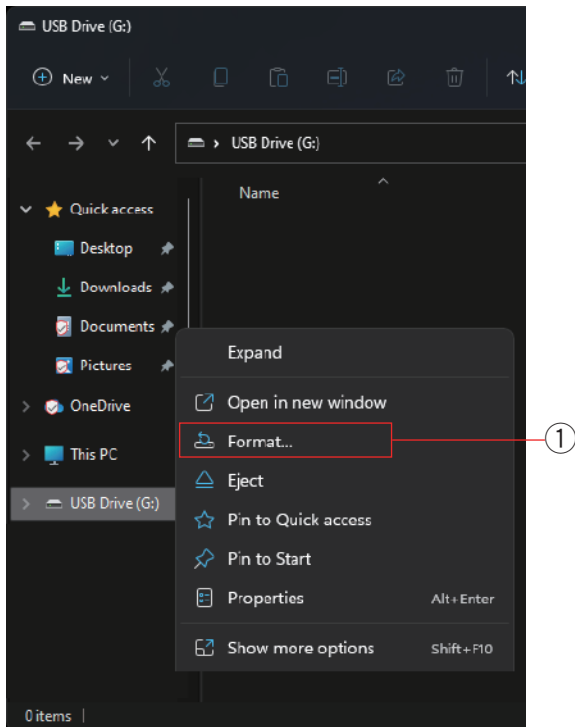 USB Drive (G:)
New
USB Drive (G:)
Name
Quick access
Desktop
Downloads
Documents
Pictures
OneDrive
This PC
USB Drive (G:)
Expand
Open in new window
Format...
1
Eject
Pin to Quick access
Pin to Start
Properties Alt+Enter
Show more options Shift+F10
0 items